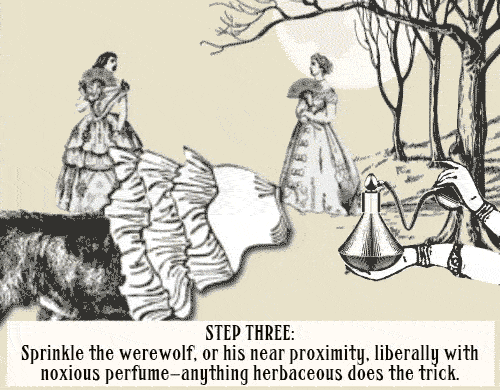 STEP THREE:
Sprinkle the werewolf, or his near proximity, liberally with
noxious perfume—anything herbaceous does the trick.